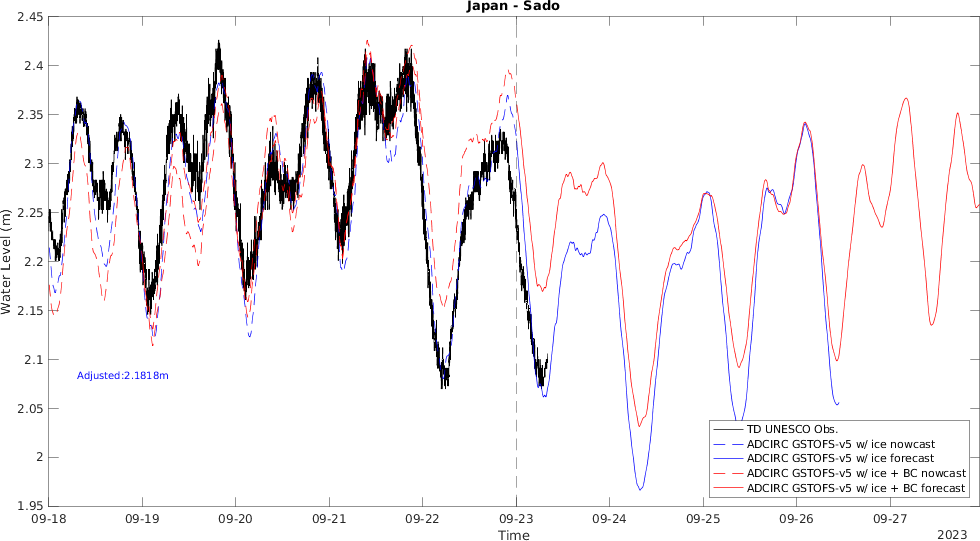 Japan - Sado
2.45
2.4
2.35
2.3
2.25
2.2
2.15
2.1
2.05
2
1.95
Water Level (m)
Adjusted:2.1818m
TD UNESCO Obs.
ADCIRC GSTOFS-v5 w/ ice nowcast
ADCIRC GSTOFS-v5 w/ ice forecast
ADCIRC GSTOFS-v5 w/ ice + BC nowcast
ADCIRC GSTOFS-v5 w/ ice + BC forecast
09-18 09-19 09-20 09-21 09-22 09-23 09-24 09-25 09-26 09-27
Time
2023